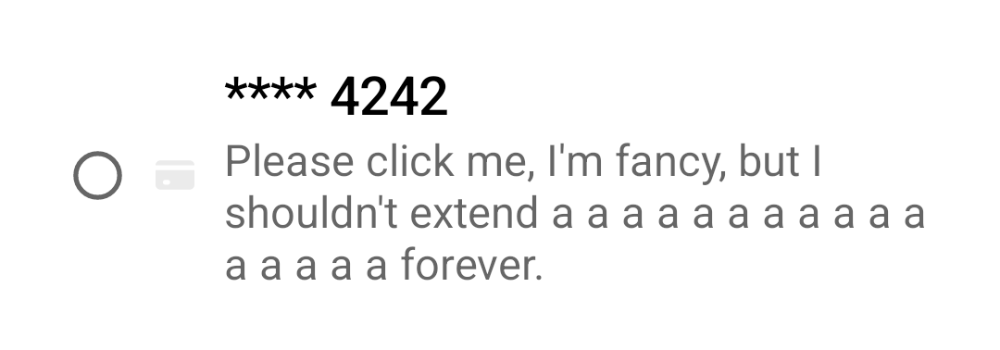 **** 4242
Please click me, I'm fancy, but I
shouldn't extend a a a a a a a a a a a
a a a a a forever.